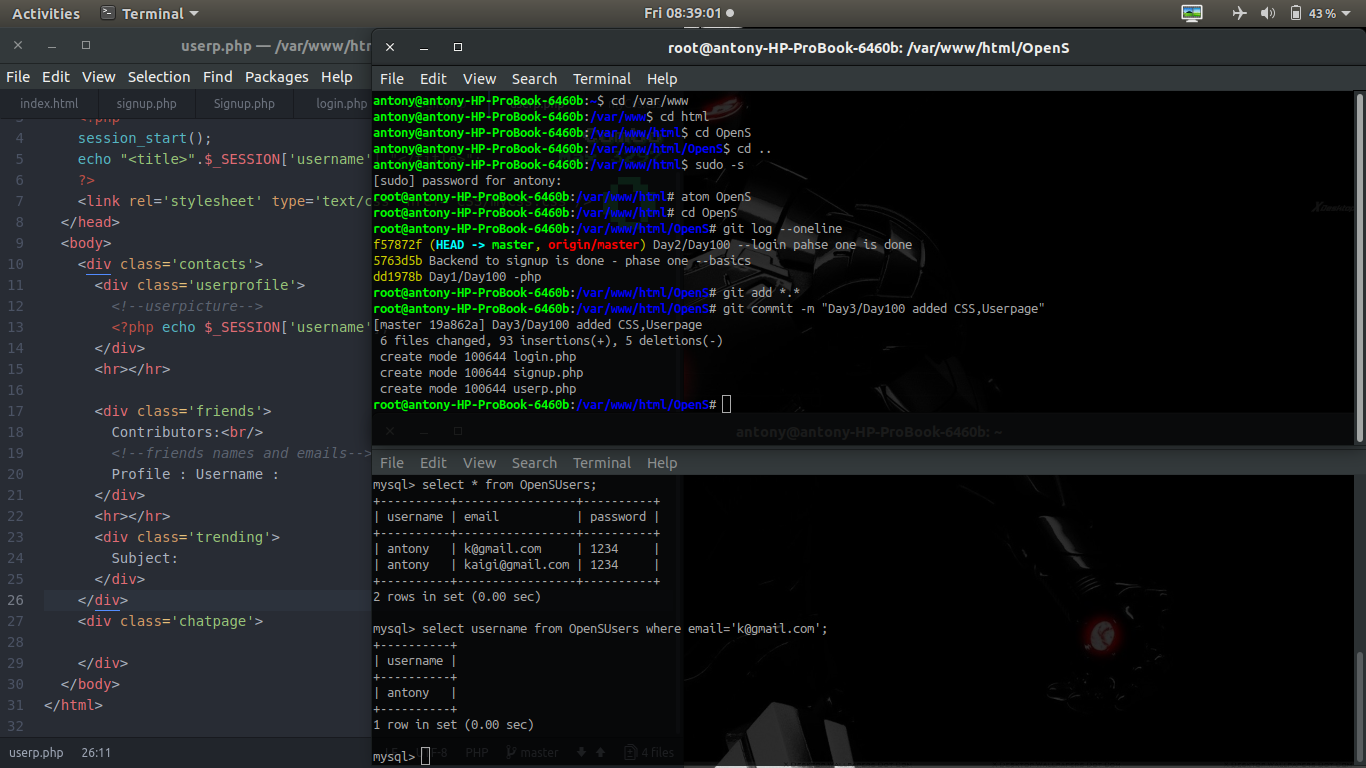 Activities Terminal Fri 08:39:01 43 %
userp.php — /var/www/htm
File Edit View Selection Find Packages Help
index.html signup.php Signup.php login.php
3 <?php
4 session_start();
5 echo "<title>".$_SESSION['username'
6 ?>
7 <link rel='stylesheet' type='text/c
8 </head>
9 <body>
10 <div class='contacts'>
11 <div class='userprofile'>
12 <!--userpicture-->
13 <?php echo $_SESSION['username'
14 </div>
15 <hr></hr>
16
17 <div class='friends'>
18 Contributors:<br/>
19 <!--friends names and emails-->
20 Profile : Username :
21 </div>
22 <hr></hr>
23 <div class='trending'>
24 Subject:
25 </div>
26 </div>
27 <div class='chatpage'>
28
29 </div>
30 </body>
31 </html>
32
userp.php 26:11 LF UTF-8 PHP master 4 files
root@antony-HP-ProBook-6460b: /var/www/html/OpenS
File Edit View Search Terminal Help
antony@antony-HP-ProBook-6460b:~$ cd /var/www
antony@antony-HP-ProBook-6460b:/var/www$ cd html
antony@antony-HP-ProBook-6460b:/var/www/html$ cd OpenS
antony@antony-HP-ProBook-6460b:/var/www/html/OpenS$ cd ..
antony@antony-HP-ProBook-6460b:/var/www/html$ sudo -s
[sudo] password for antony:
root@antony-HP-ProBook-6460b:/var/www/html# atom OpenS
root@antony-HP-ProBook-6460b:/var/www/html# cd OpenS
root@antony-HP-ProBook-6460b:/var/www/html/OpenS# git log --oneline
f57872f (HEAD -> master, origin/master) Day2/Day100 --login pahse one is done
5763d5b Backend to signup is done - phase one --basics
dd1978b Day1/Day100 -php
root@antony-HP-ProBook-6460b:/var/www/html/OpenS# git add *.*
root@antony-HP-ProBook-6460b:/var/www/html/OpenS# git commit -m "Day3/Day100 added CSS,Userpage"
[master 19a862a] Day3/Day100 added CSS,Userpage
6 files changed, 93 insertions(+), 5 deletions(-)
create mode 100644 login.php
create mode 100644 signup.php
create mode 100644 userp.php
root@antony-HP-ProBook-6460b:/var/www/html/OpenS#
antony@antony-HP-ProBook-6460b: ~
File Edit View Search Terminal Help
mysql> select * from OpenSUsers;
+----------+-----------------+----------+
| username | email | password |
+----------+-----------------+----------+
| antony | k@gmail.com | 1234 |
| antony | kaigi@gmail.com | 1234 |
+----------+-----------------+----------+
2 rows in set (0.00 sec)
mysql> select username from OpenSUsers where email='k@gmail.com';
+----------+
| username |
+----------+
| antony |
+----------+
1 row in set (0.00 sec)
mysql>